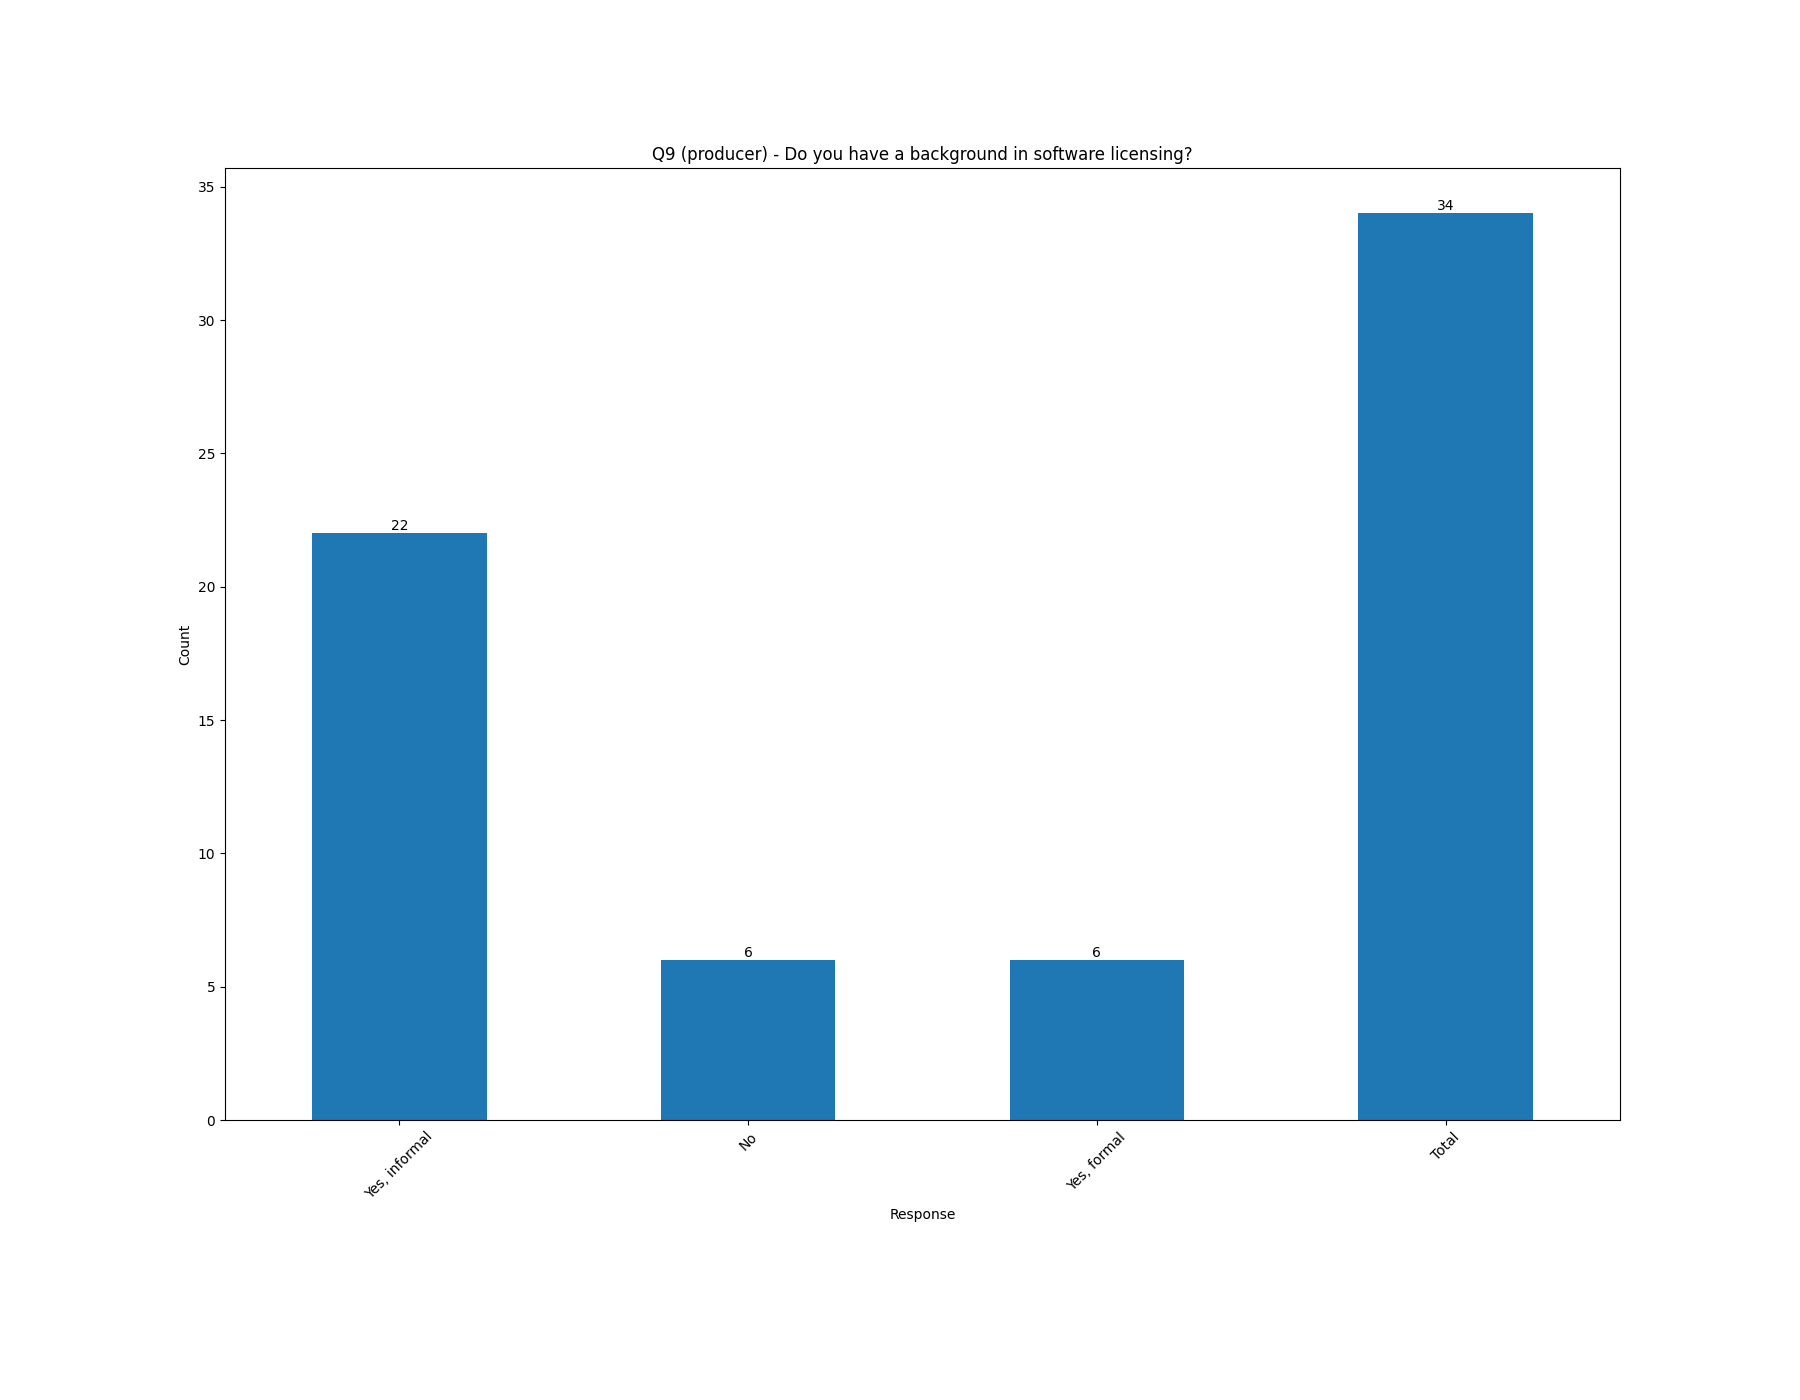 Q9 (producer) - Do you have a background in software licensing?
35
30
25
20
15
10
5
0
Count
22
6
6
34
Yes, informal
No
Yes, formal
Total
Response